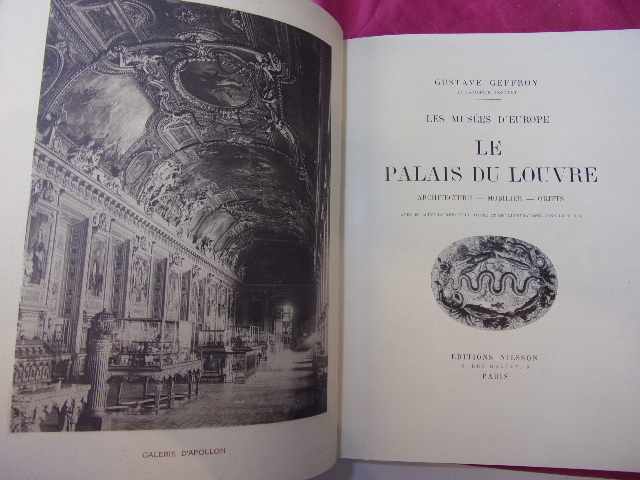 GALERIE D'APOLLON
GUSTAVE GEFFROY
LES MUSÉES D'EUROPE
LE
PALAIS DU LOUVRE
ARCHITECTURE — MOBILIER — OBJETS
EDITIONS NILSSON
PARIS